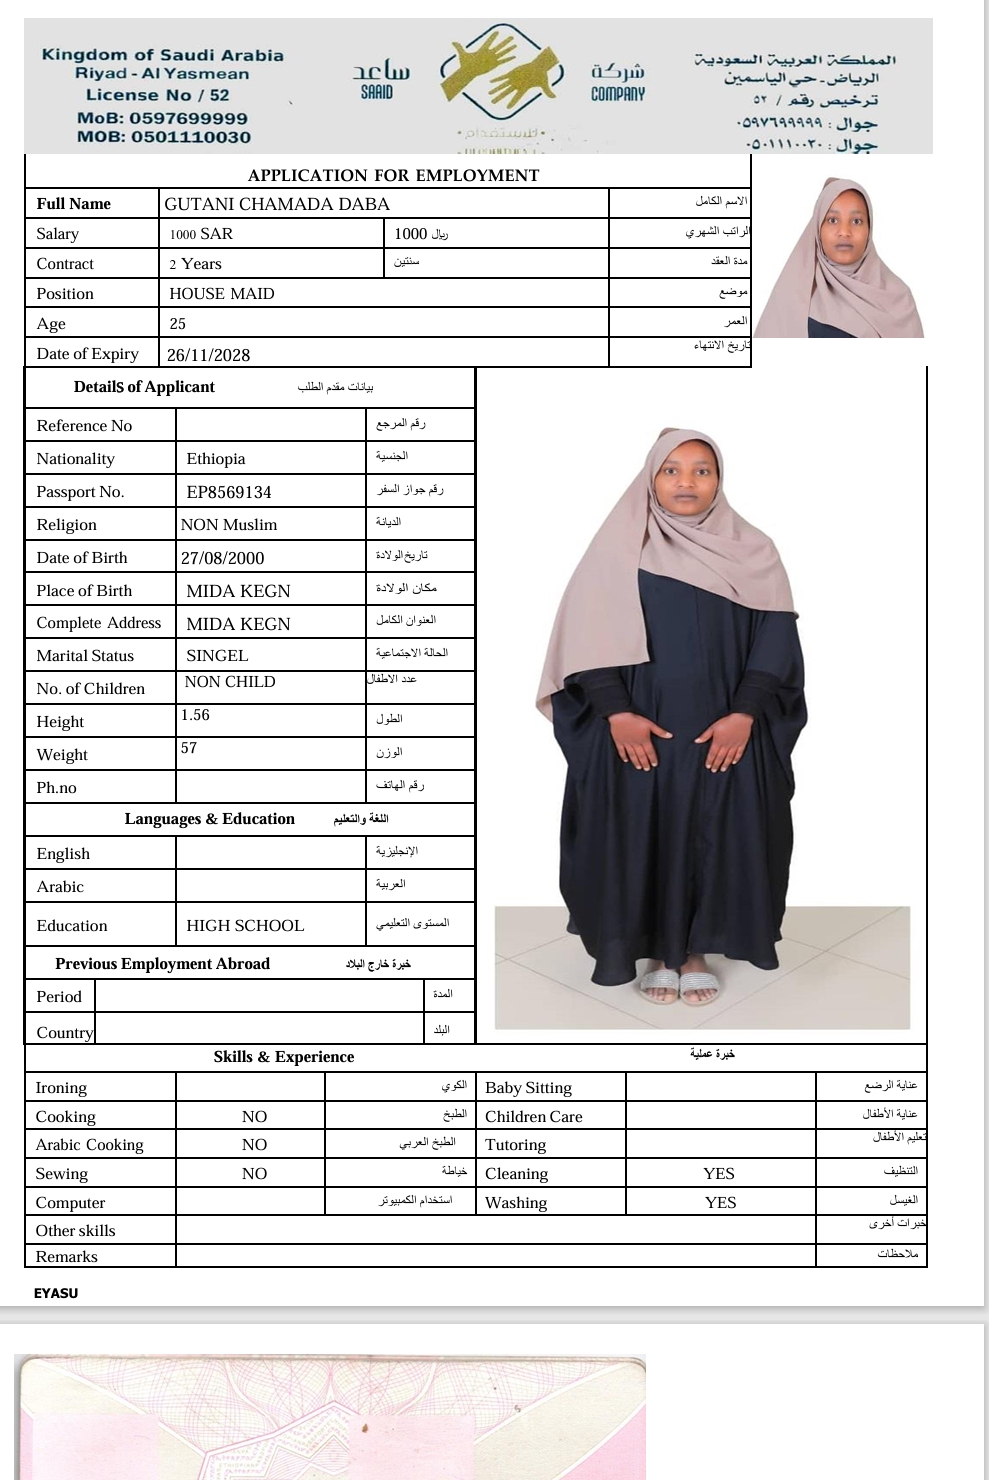 Kingdom of Saudi Arabia
Riyad - Al Yasmean
License No / 52
MoB: 0597699999
MOB: 0501110030
ساعد
SAAID
شركة
COMPANY
للاستقدام
المملكة العربية السعودية
الرياض - حي الياسمين
ترخيص رقم / ٥٢
جوال : ٠٥٩٧٦٩٩٩٩٩
جوال : ٠٥٠١١١٠٠٣٠
APPLICATION FOR EMPLOYMENT
Full Name GUTANI CHAMADA DABA الاسم الكامل
Salary 1000 SAR 1000 ريال الراتب الشهري
Contract 2 Years سنتين مدة العقد
Position HOUSE MAID موضع
Age 25 العمر
Date of Expiry 26/11/2028 تاريخ الانتهاء
Details of Applicant بيانات مقدم الطلب
Reference No رقم المرجع
Nationality Ethiopia الجنسية
Passport No. EP8569134 رقم جواز السفر
Religion NON Muslim الديانة
Date of Birth 27/08/2000 تاريخ الولادة
Place of Birth MIDA KEGN مكان الولادة
Complete Address MIDA KEGN العنوان الكامل
Marital Status SINGEL الحالة الاجتماعية
No. of Children NON CHILD عدد الاطفال
Height 1.56 الطول
Weight 57 الوزن
Ph.no رقم الهاتف
Languages & Education اللغة والتعليم
English الإنجليزية
Arabic العربية
Education HIGH SCHOOL المستوى التعليمي
Previous Employment Abroad خبرة خارج البلاد
Period المدة
Country البلد
Skills & Experience خبرة عملية
Ironing الكوي Baby Sitting عناية الرضع
Cooking NO الطبخ Children Care عناية الأطفال
Arabic Cooking NO الطبخ العربي Tutoring تعليم الأطفال
Sewing NO خياطة Cleaning YES التنظيف
Computer استخدام الكمبيوتر Washing YES الغيسل
Other skills خبرات أخرى
Remarks ملاحظات
EYASU